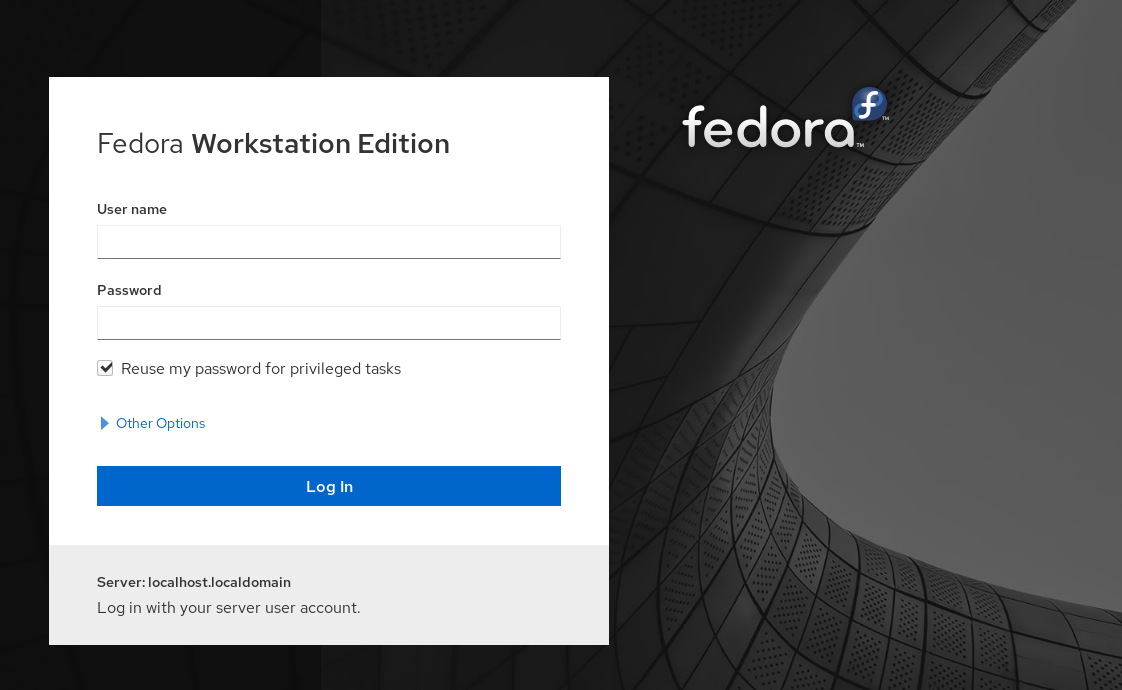 Fedora Workstation Edition
User name
Password
Reuse my password for privileged tasks
Other Options
Log In
Server: localhost.localdomain
Log in with your server user account.
fedora™